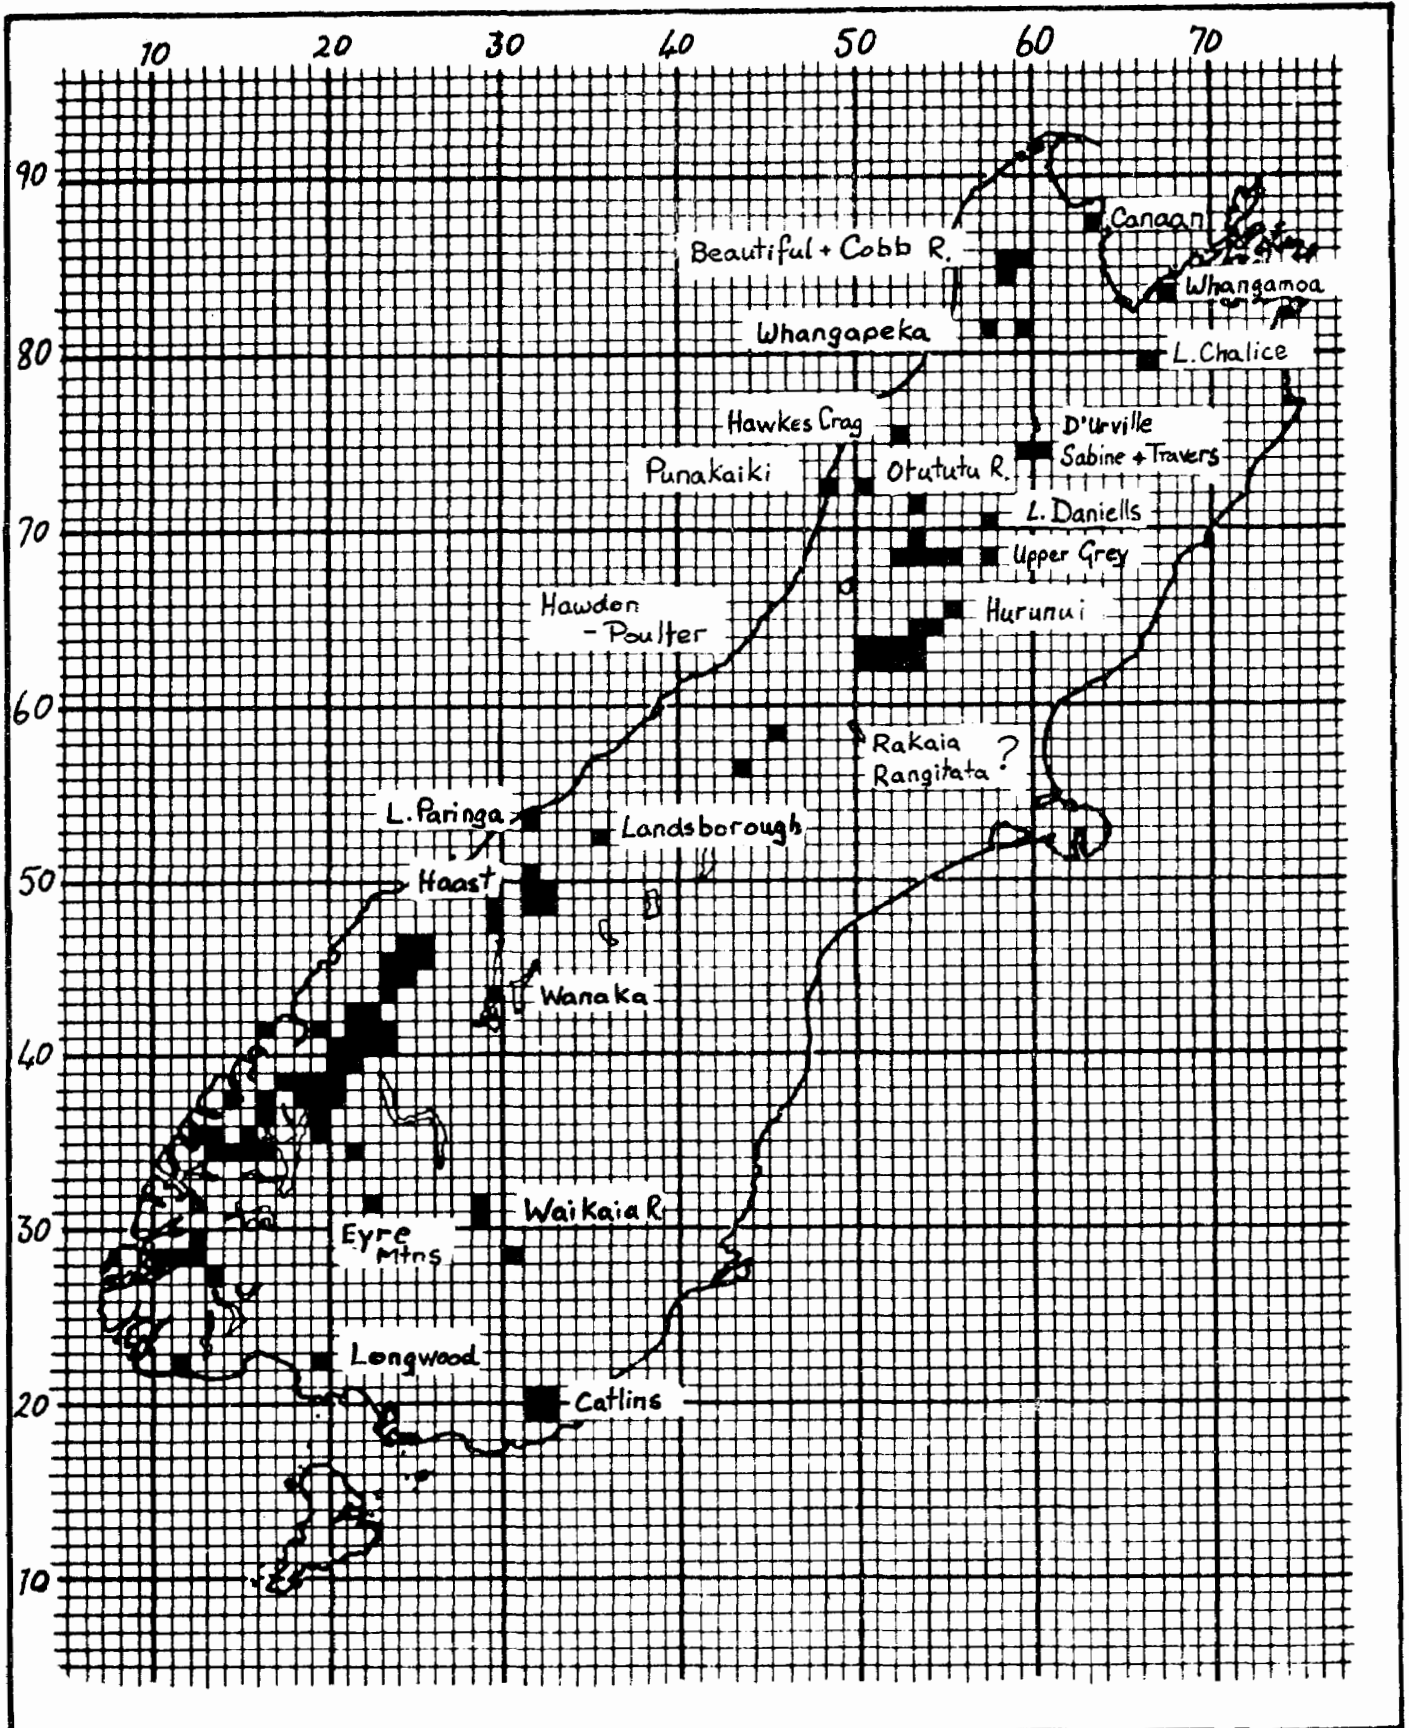 10 20 30 40 50 60 70
90
Canaan
Beautiful + Cobb R.
Whangamoa
Whangapeka
80
L. Chalice
Hawkes Crag
D'Urville
Sabine + Travers
Punakaiki
Otututu R.
L. Daniells
70
Upper Grey
Hawdon
- Poulter
Hurunui
60
Rakaia
Rangitata ?
L. Paringa
Landsborough
50
Haast
Wanaka
40
30
Waikaia R
Eyre
Mtns
Longwood
20
Catlins
10